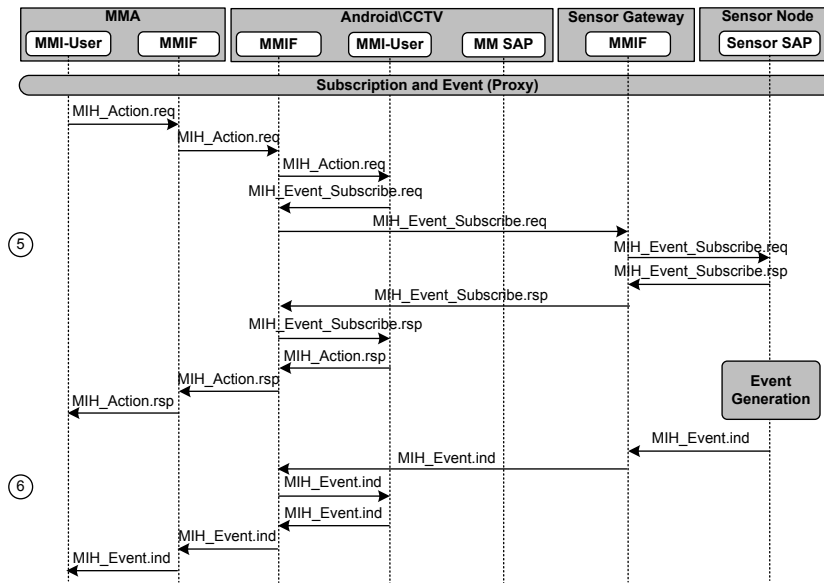 MMA
Android\CCTV
Sensor Gateway
Sensor Node
MMI-User
MMIF
MMIF
MMI-User
MM SAP
MMIF
Sensor SAP
Subscription and Event (Proxy)
MIH_Action.req
MIH_Action.req
MIH_Action.req
MIH_Event_Subscribe.req
MIH_Event_Subscribe.req
5
MIH_Event_Subscribe.req
MIH_Event_Subscribe.rsp
MIH_Event_Subscribe.rsp
MIH_Event_Subscribe.rsp
MIH_Action.rsp
MIH_Action.rsp
MIH_Action.rsp
Event
Generation
MIH_Event.ind
MIH_Event.ind
6
MIH_Event.ind
MIH_Event.ind
MIH_Event.ind
MIH_Event.ind